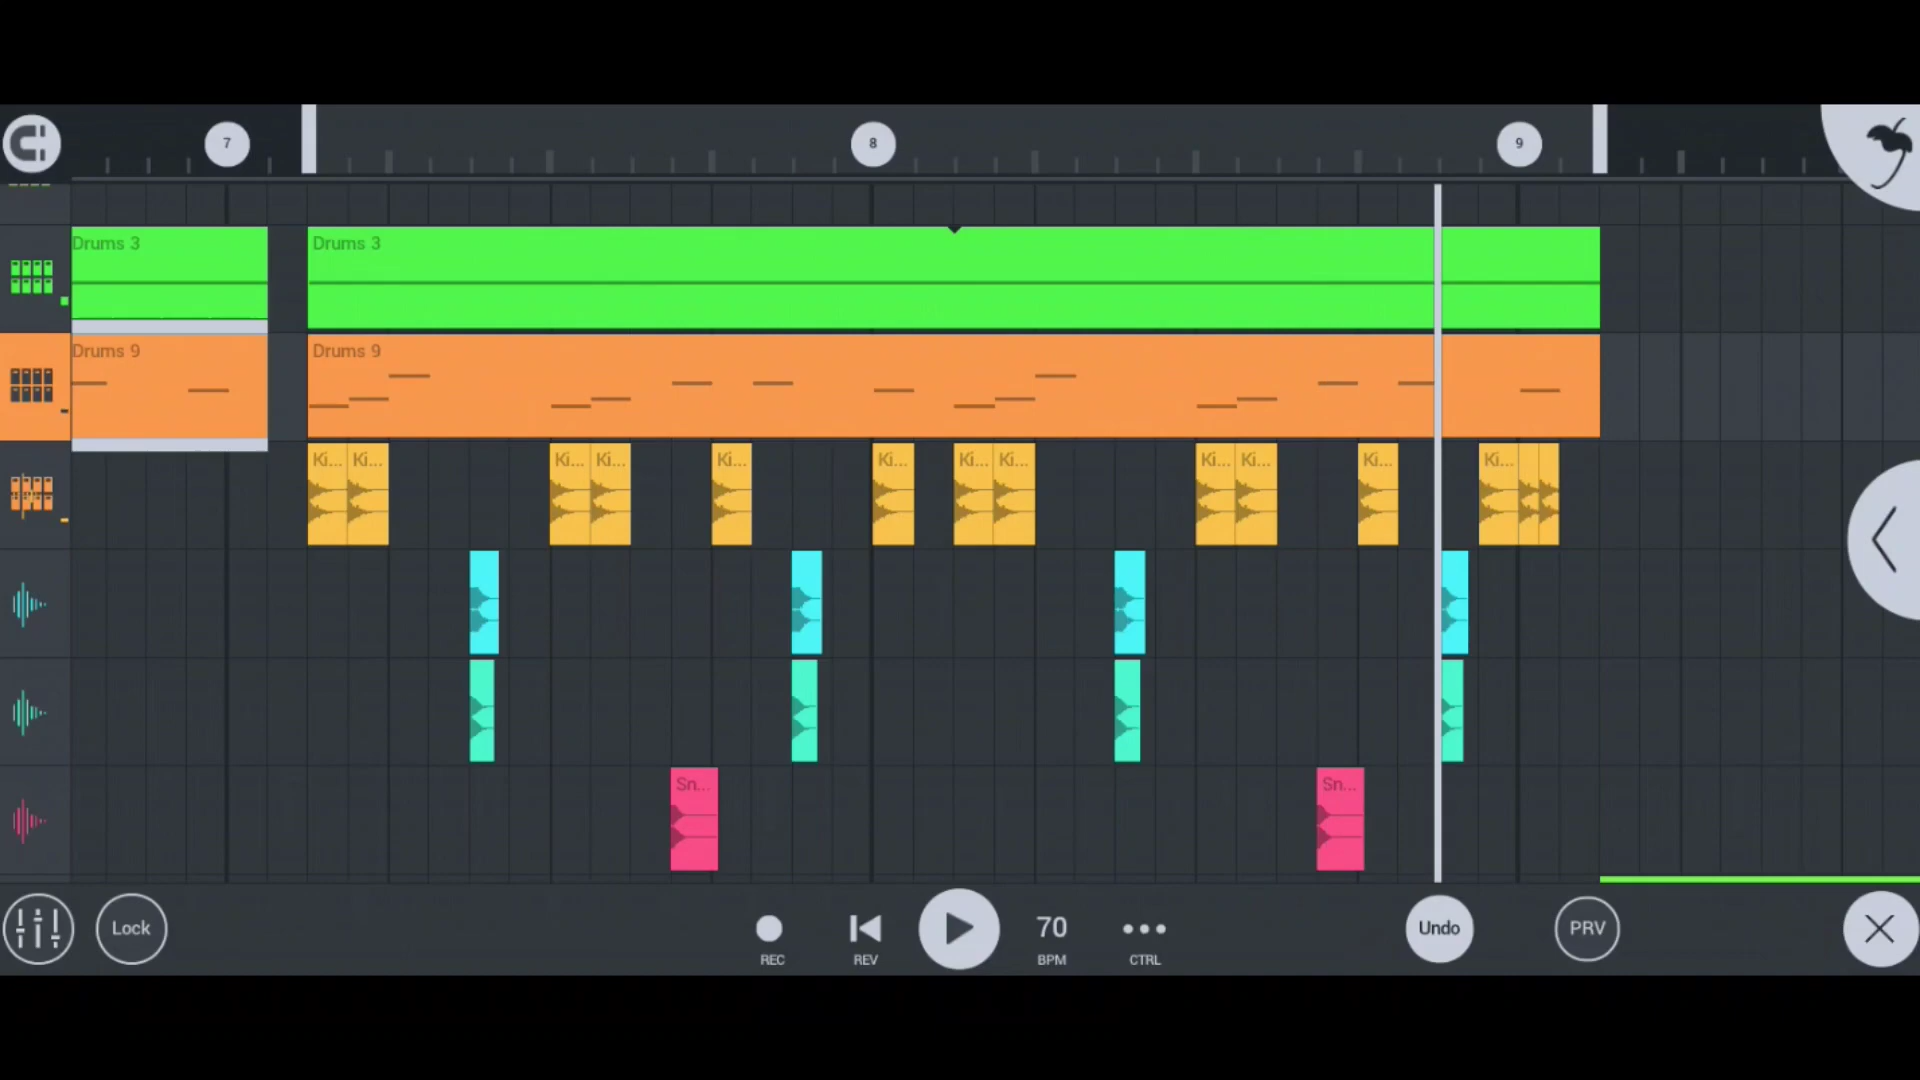 7
8
9
Drums 3
Drums 3
Drums 9
Drums 9
Ki... Ki... Ki... Ki... Ki... Ki... Ki... Ki... Ki... Ki... Ki... Ki...
Sn... Sn...
Lock
REC
REV
70
BPM
CTRL
Undo
PRV